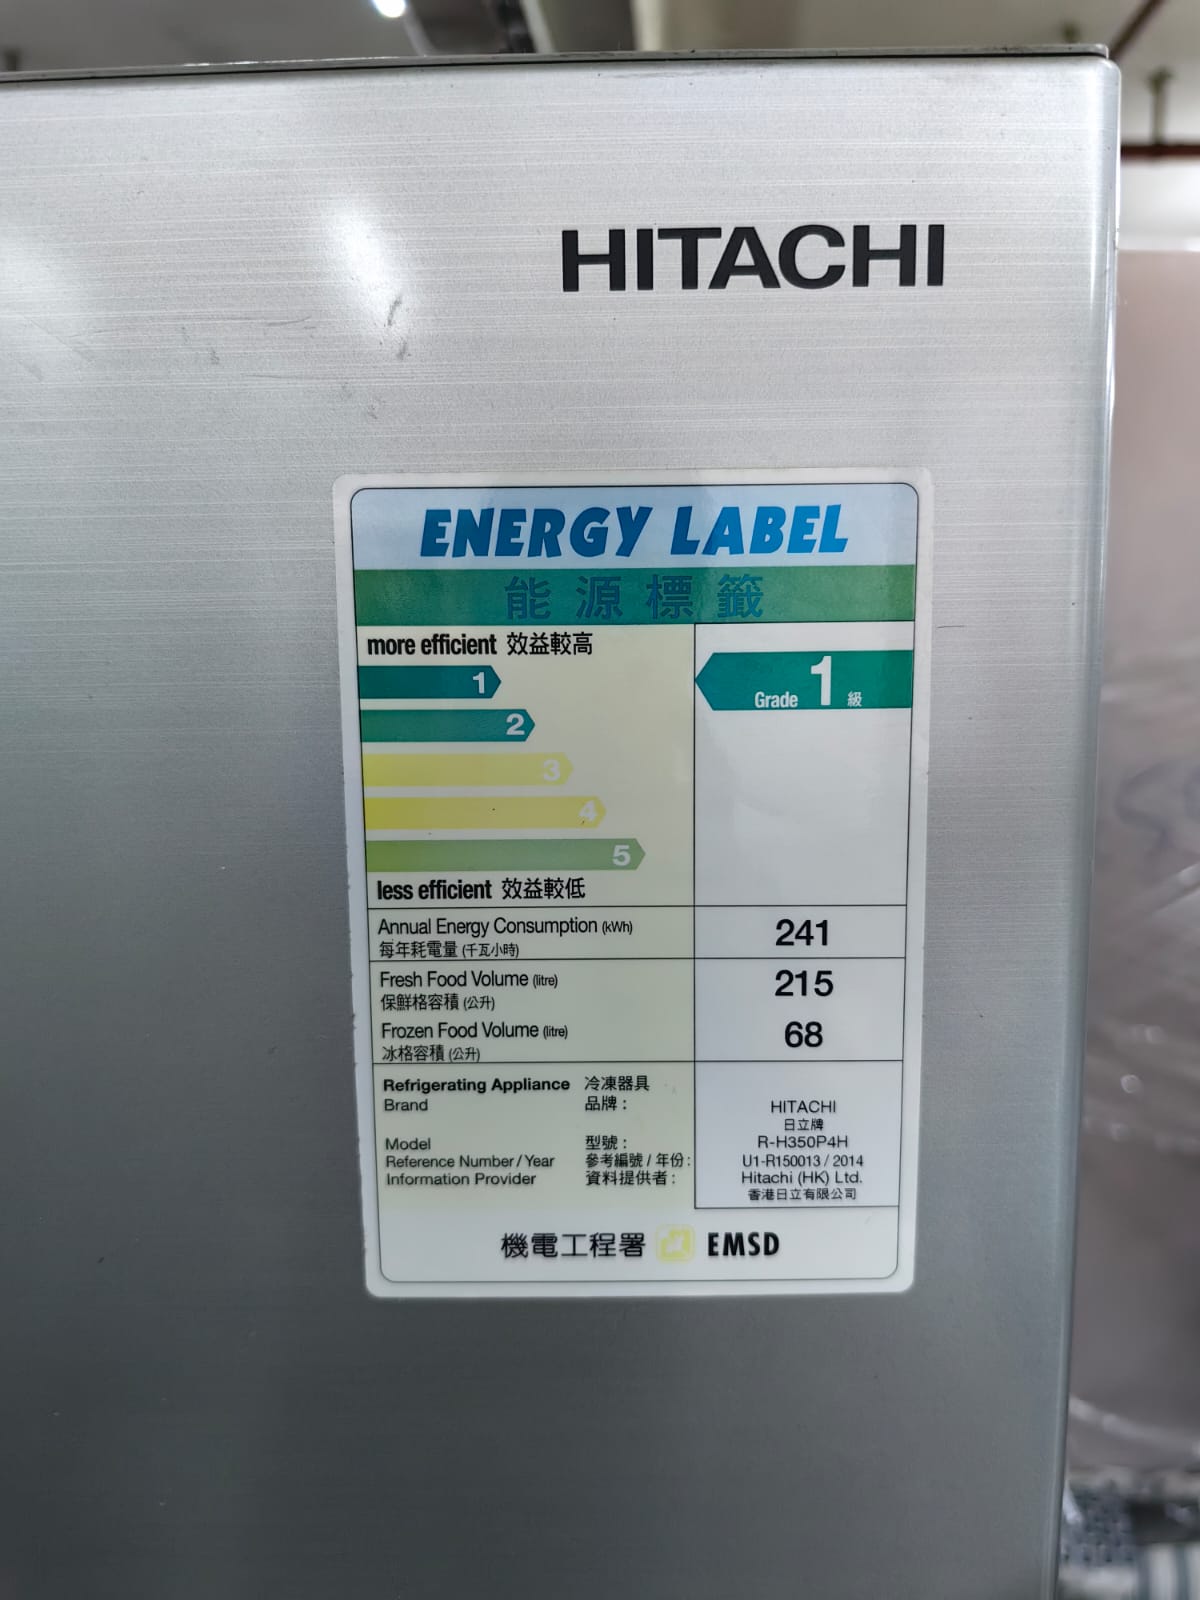 HITACHI
ENERGY LABEL
能源標籤
more efficient 效益較高
1
Grade 1 級
2
3
4
5
less efficient 效益較低
Annual Energy Consumption (kWh)
每年耗電量 (千瓦小時)
241
Fresh Food Volume (litre)
保鮮格容積 (公升)
215
Frozen Food Volume (litre)
冰格容積 (公升)
68
Refrigerating Appliance 冷凍器具
Brand 品牌 : HITACHI
日立牌
Model 型號 : R-H350P4H
Reference Number / Year 參考編號 / 年份 : U1-R150013 / 2014
Information Provider 資料提供者 : Hitachi (HK) Ltd.
香港日立有限公司
機電工程署 EMSD